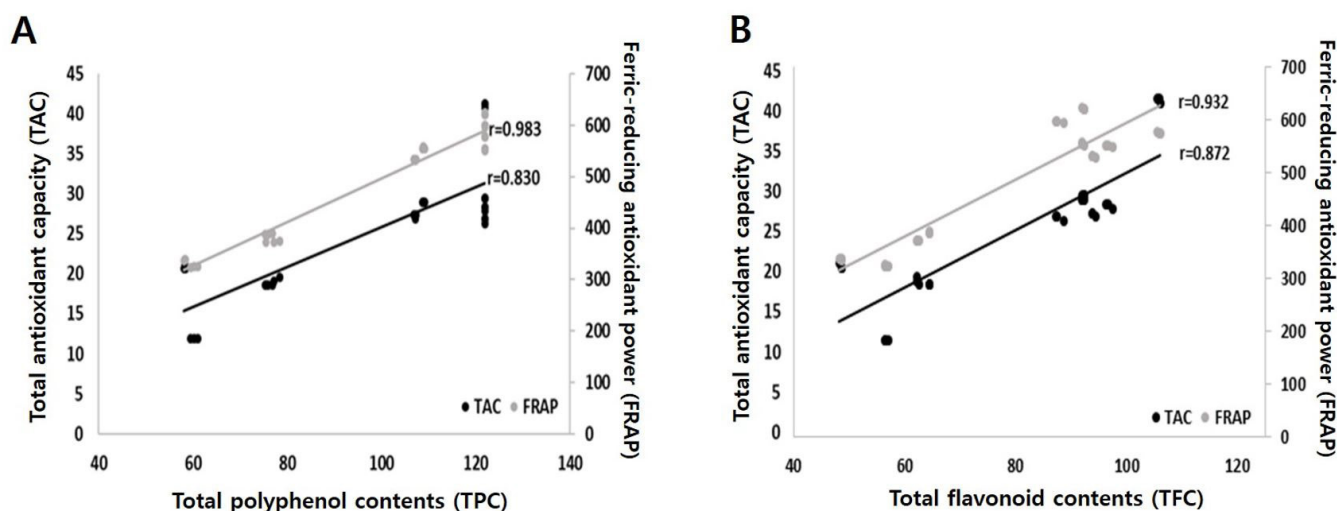 A
Total antioxidant capacity (TAC)
45
40
35
30
25
20
15
10
5
0
r=0.983
r=0.830
TAC FRAP
700
600
500
400
300
200
100
0
Ferric-reducing antioxidant power (FRAP)
40 60 80 100 120 140
Total polyphenol contents (TPC)
B
Total antioxidant capacity (TAC)
45
40
35
30
25
20
15
10
5
0
r=0.932
r=0.872
TAC FRAP
700
600
500
400
300
200
100
0
Ferric-reducing antioxidant power (FRAP)
40 60 80 100 120
Total flavonoid contents (TFC)